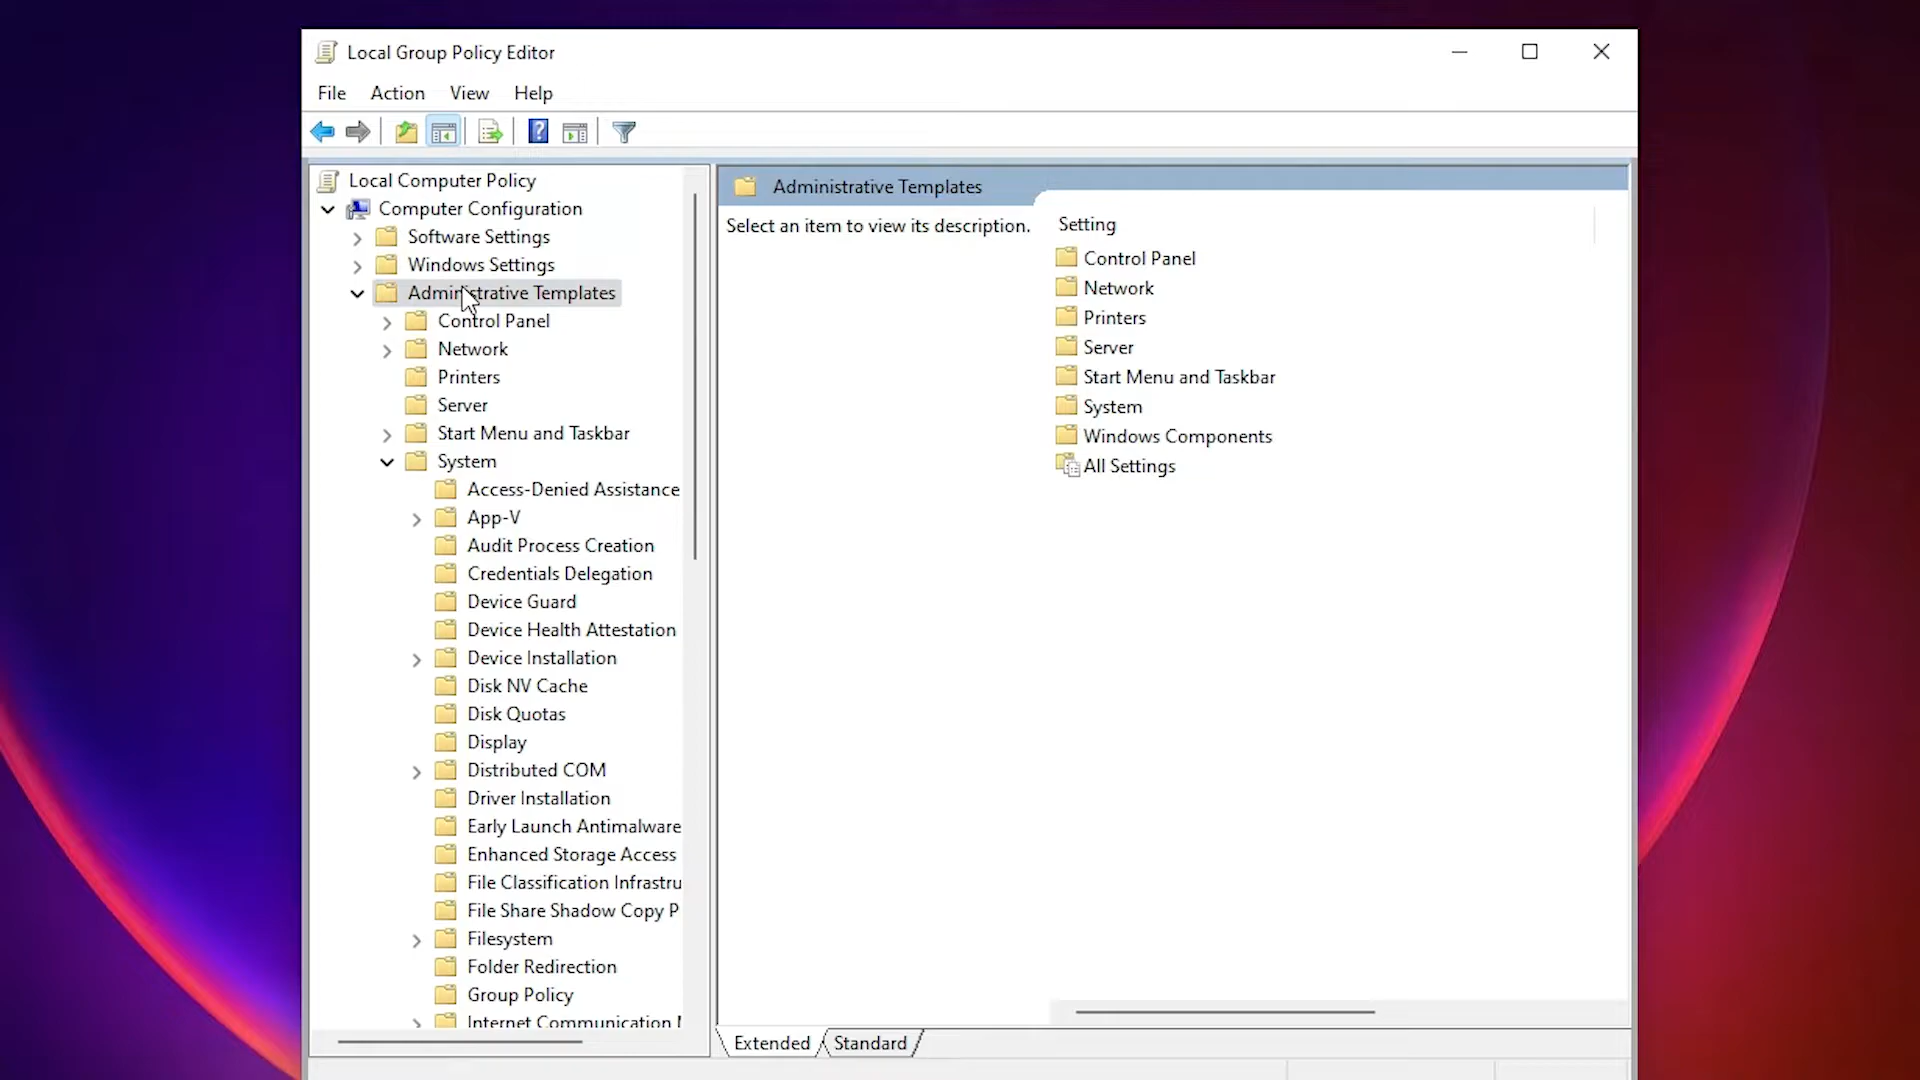 Local Group Policy Editor
File Action View Help
Local Computer Policy
Computer Configuration
Software Settings
Windows Settings
Administrative Templates
Control Panel
Network
Printers
Server
Start Menu and Taskbar
System
Access-Denied Assistance
App-V
Audit Process Creation
Credentials Delegation
Device Guard
Device Health Attestation
Device Installation
Disk NV Cache
Disk Quotas
Display
Distributed COM
Driver Installation
Early Launch Antimalware
Enhanced Storage Access
File Classification Infrastru
File Share Shadow Copy P
Filesystem
Folder Redirection
Group Policy
Internet Communication
Administrative Templates
Select an item to view its description.
Setting
Control Panel
Network
Printers
Server
Start Menu and Taskbar
System
Windows Components
All Settings
Extended Standard